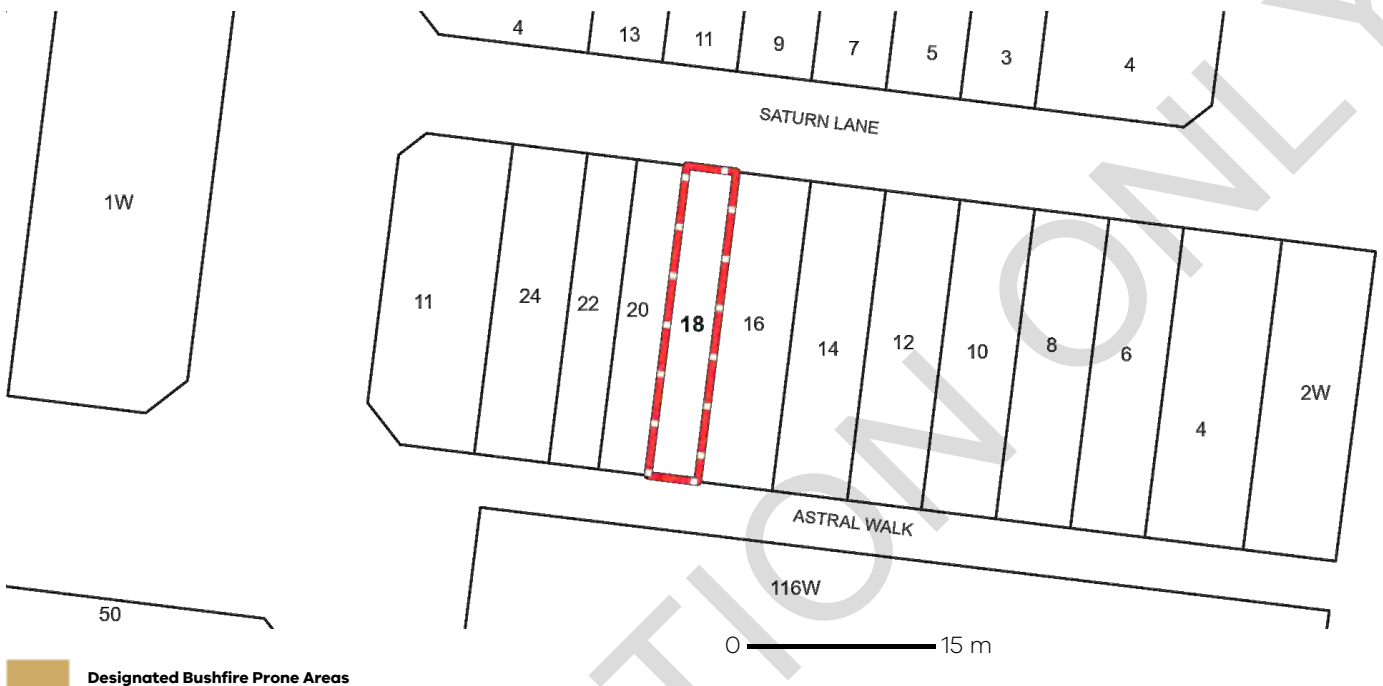 4
13
11
9
7
5
3
4
SATURN LANE
1W
11
24
22
20
18
16
14
12
10
8
6
4
2W
ASTRAL WALK
116W
50
0 15 m
Designated Bushfire Prone Areas
TION ONLY